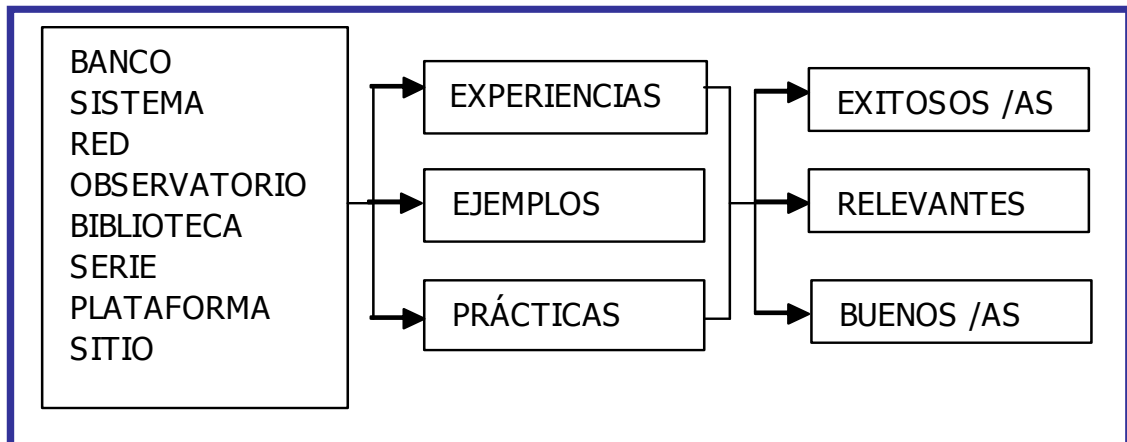 BANCO
SISTEMA
RED
OBSERVATORIO
BIBLIOTECA
SERIE
PLATAFORMA
SITIO
EXPERIENCIAS
EJEMPLOS
PRÁCTICAS
EXITOSOS /AS
RELEVANTES
BUENOS /AS